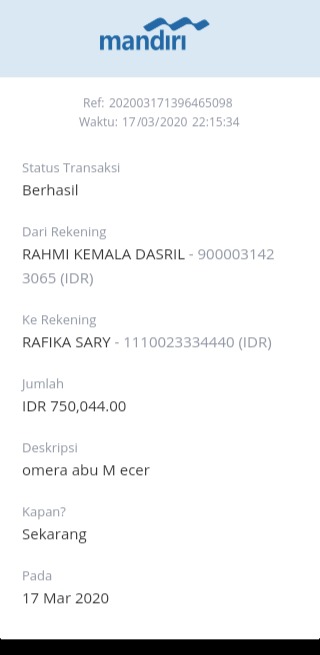 mandiri
Ref: 202003171396465098
Waktu: 17/03/2020 22:15:34
Status Transaksi
Berhasil
Dari Rekening
RAHMI KEMALA DASRIL - 900003142
3065 (IDR)
Ke Rekening
RAFIKA SARY - 1110023334440 (IDR)
Jumlah
IDR 750,044.00
Deskripsi
omera abu M ecer
Kapan?
Sekarang
Pada
17 Mar 2020